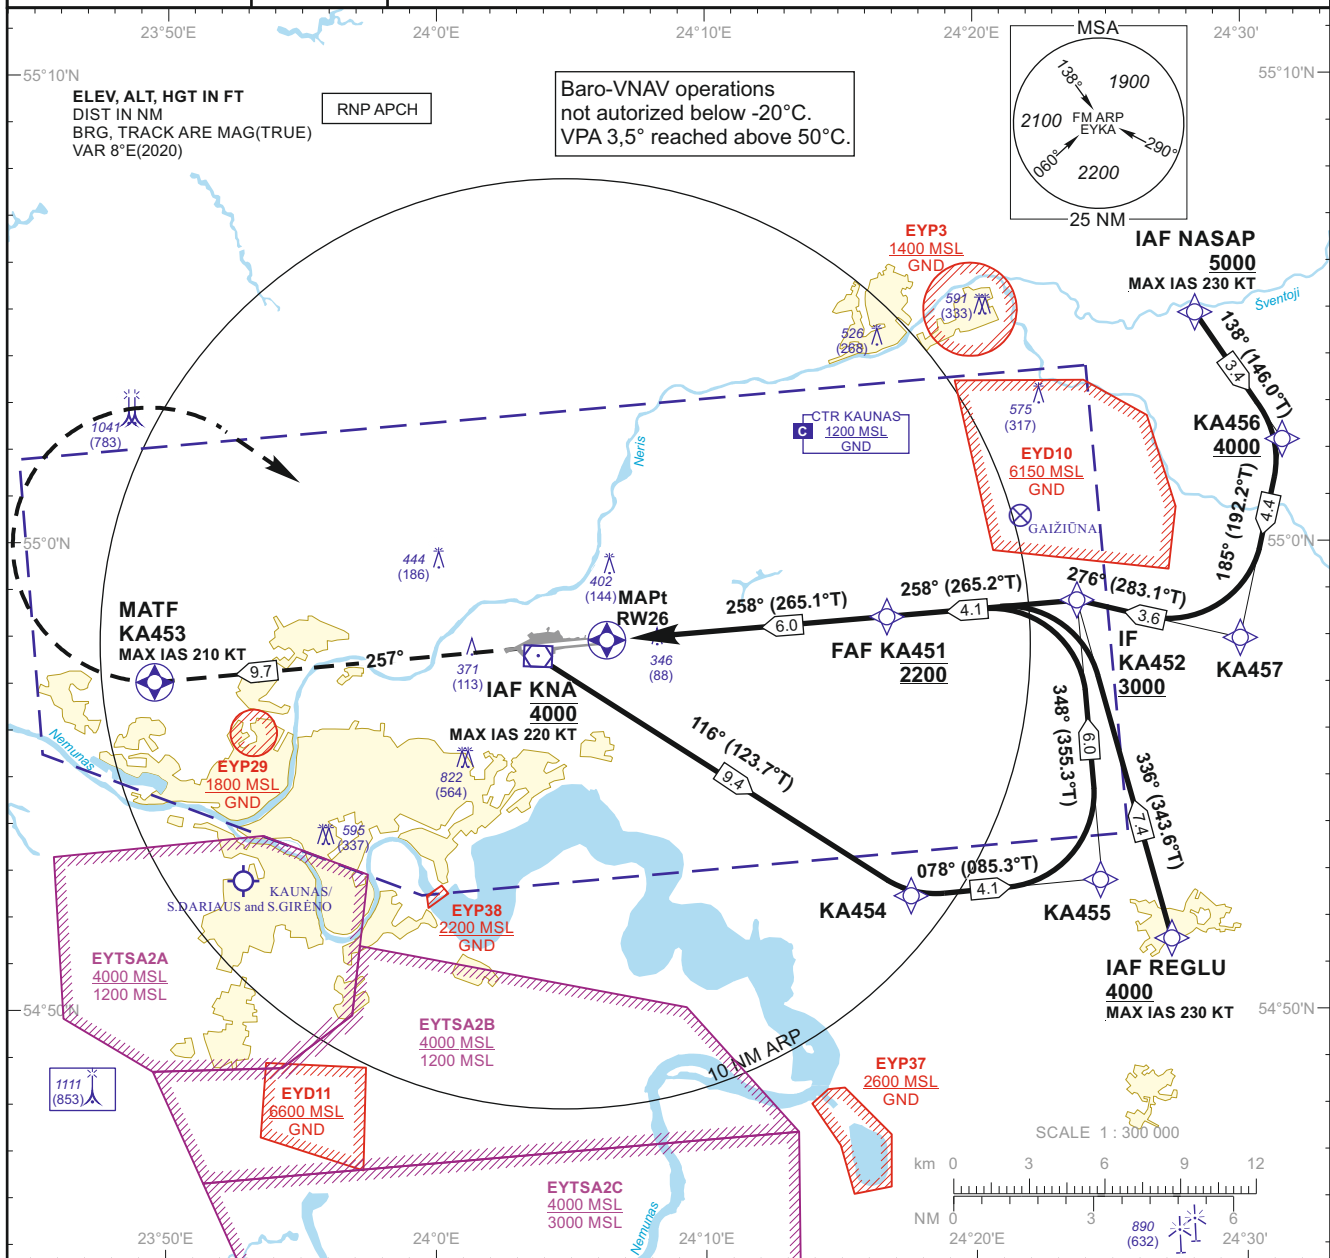 23°50'E
24°0'E
24°10'E
24°20'E
24°30'
55°10'N
55°10'N
ELEV, ALT, HGT IN FT
DIST IN NM
BRG, TRACK ARE MAG(TRUE)
VAR 8°E(2020)
RNP APCH
Baro-VNAV operations
not autorized below -20°C.
VPA 3,5° reached above 50°C.
MSA
138°
1900
2100
FM ARP
EYKA
290°
060°
2200
25 NM
IAF NASAP
5000
MAX IAS 230 KT
Šventoji
EYP3
1400 MSL
GND
591
(333)
526
(268)
138° (146.0°T)
3.4
KA456
4000
185° (192.2°T)
4.4
1041
(783)
CTR KAUNAS
C
1200 MSL
GND
575
(317)
EYD10
6150 MSL
GND
GAIŽIŪNAI
Neris
55°0'N
55°0'N
444
(186)
402
(144)
MAPt
RW26
258° (265.1°T)
6.0
258° (265.2°T)
4.1
276° (283.1°T)
3.6
MATF
KA453
MAX IAS 210 KT
9.7
257°
371
(113)
346
(88)
FAF KA451
2200
IF
KA452
3000
KA457
IAF KNA
4000
MAX IAS 220 KT
116° (123.7°T)
9.4
348° (355.3°T)
6.0
336° (343.6°T)
7.4
Nemunas
EYP29
1800 MSL
GND
822
(564)
595
(337)
KAUNAS/
S.DARIAUS and S.GIRĖNO
078° (085.3°T)
4.1
KA454
KA455
EYP38
2200 MSL
GND
IAF REGLU
4000
MAX IAS 230 KT
EYTSA2A
4000 MSL
1200 MSL
54°50'N
54°50'N
EYTSA2B
4000 MSL
1200 MSL
10 NM ARP
1111
(853)
EYD11
6600 MSL
GND
EYP37
2600 MSL
GND
EYTSA2C
4000 MSL
3000 MSL
Nemunas
SCALE 1 : 300 000
km 0 3 6 9 12
NM 0 3 6
890
(632)
23°50'E
24°0'E
24°10'E
24°20'E
24°30'E